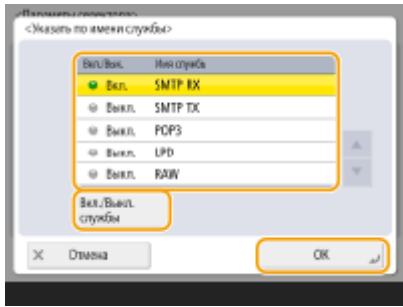 <Параметры селектора>
<Указать по имени службы>
Вкл./Выкл. Имя службы
Вкл. SMTP RX
Выкл. SMTP TX
Выкл. POP3
Выкл. LPD
Выкл. RAW
Вкл./Выкл.
службы
× Отмена OK